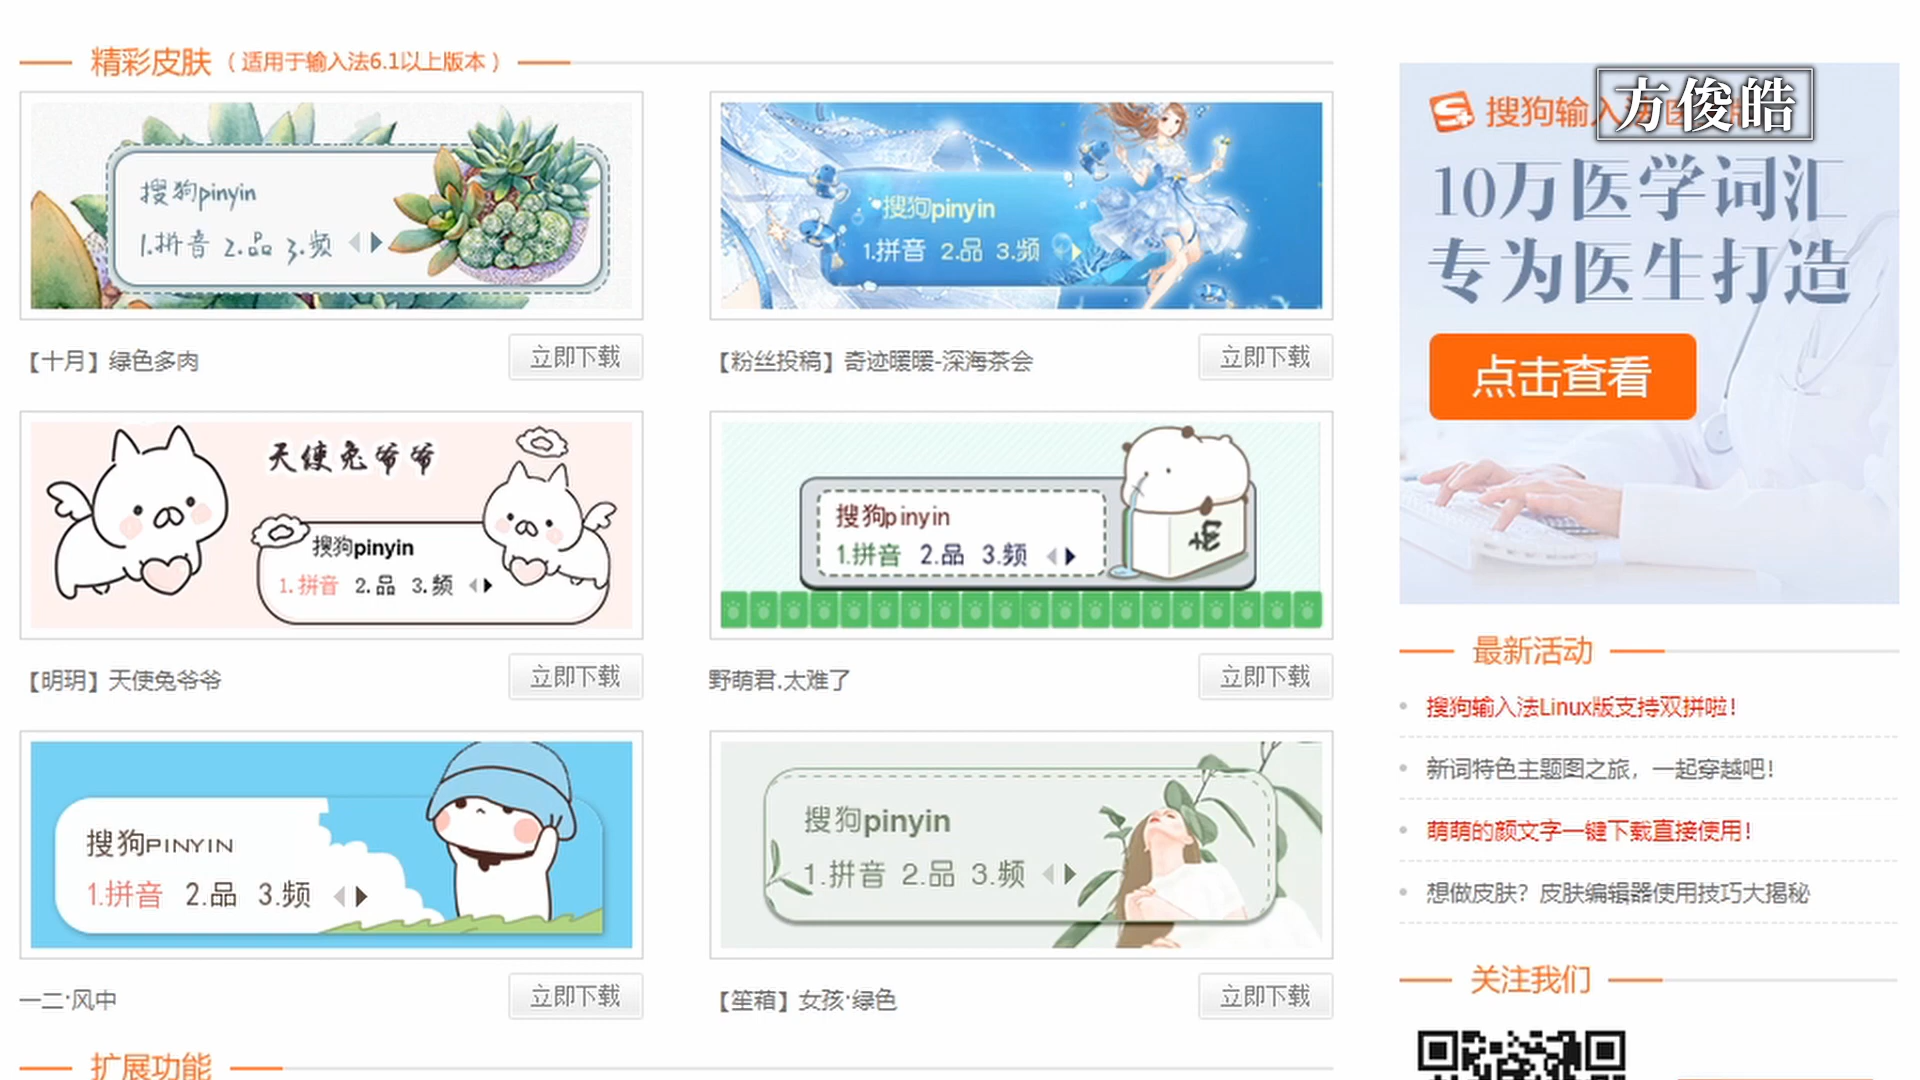 精彩皮肤（适用于输入法6.1以上版本）
搜狗pinyin
1.拼音 2.品 3.频
【十月】绿色多肉
立即下载
搜狗pinyin
1.拼音 2.品 3.频
【粉丝投稿】奇迹暖暖-深海茶会
立即下载
天使兔爷爷
搜狗pinyin
1.拼音 2.品 3.频
【明玥】天使兔爷爷
立即下载
搜狗pinyin
1.拼音 2.品 3.频
野萌君.太难了
立即下载
搜狗PINYIN
1.拼音 2.品 3.频
一二·风中
立即下载
搜狗pinyin
1.拼音 2.品 3.频
【笙葙】女孩·绿色
立即下载
扩展功能
搜狗输入
方俊皓
10万医学词汇
专为医生打造
点击查看
最新活动
搜狗输入法Linux版支持双拼啦！
新词特色主题图之旅，一起穿越吧！
萌萌的颜文字一键下载直接使用！
想做皮肤？皮肤编辑器使用技巧大揭秘
关注我们